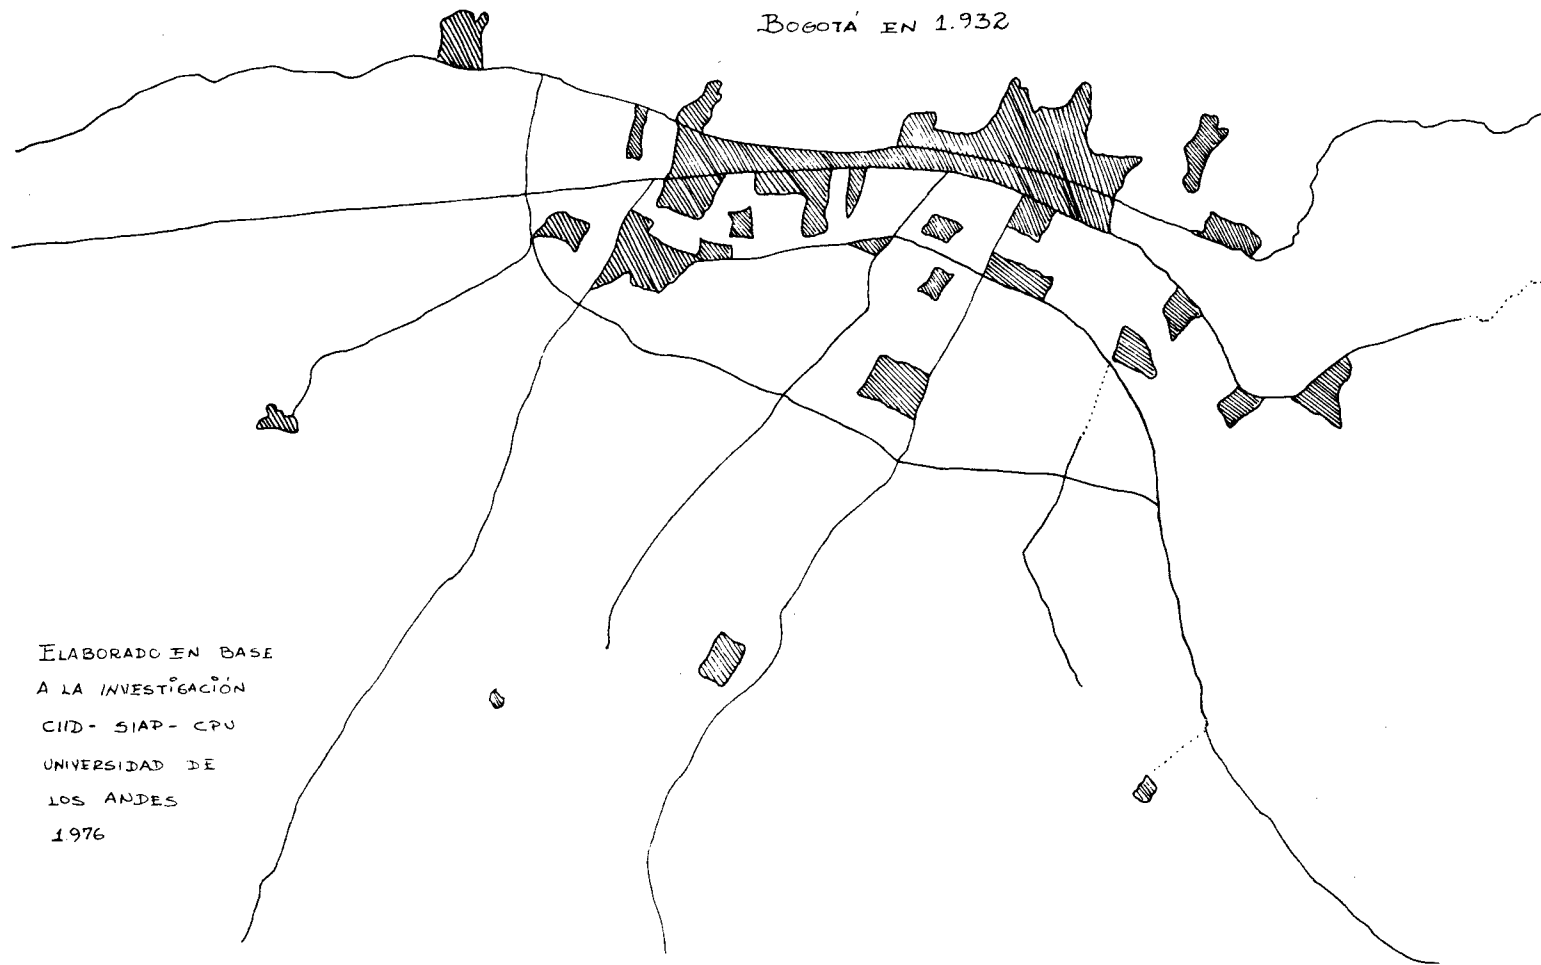 BOGOTÁ EN 1.932
ELABORADO EN BASE
A LA INVESTIGACIÓN
CIID - SIAP - CPU
UNIVERSIDAD DE
LOS ANDES
1.976